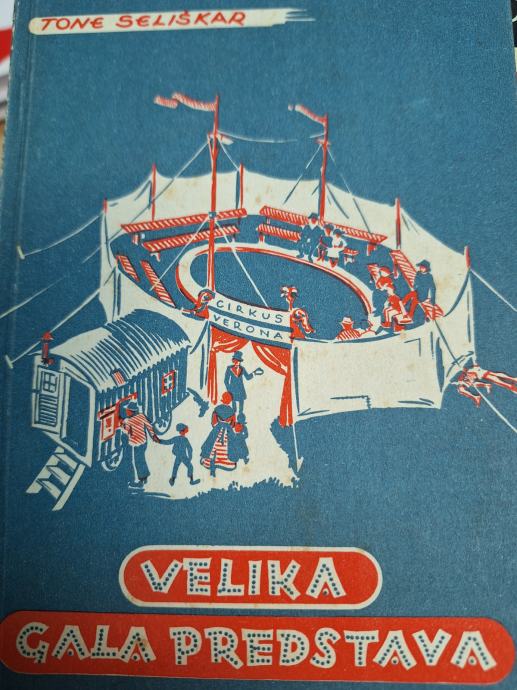 TONE SELIŠKAR
CIRKUS
VERONA
VELIKA
GALA PREDSTAVA